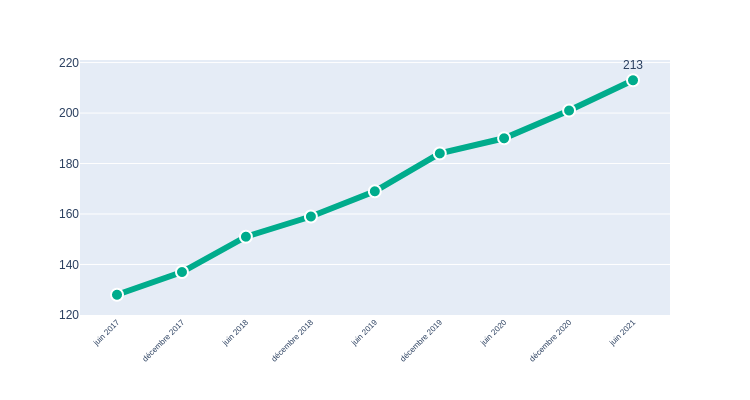 213
220
200
180
160
140
120
juin 2017
décembre 2017
juin 2018
décembre 2018
juin 2019
décembre 2019
juin 2020
décembre 2020
juin 2021